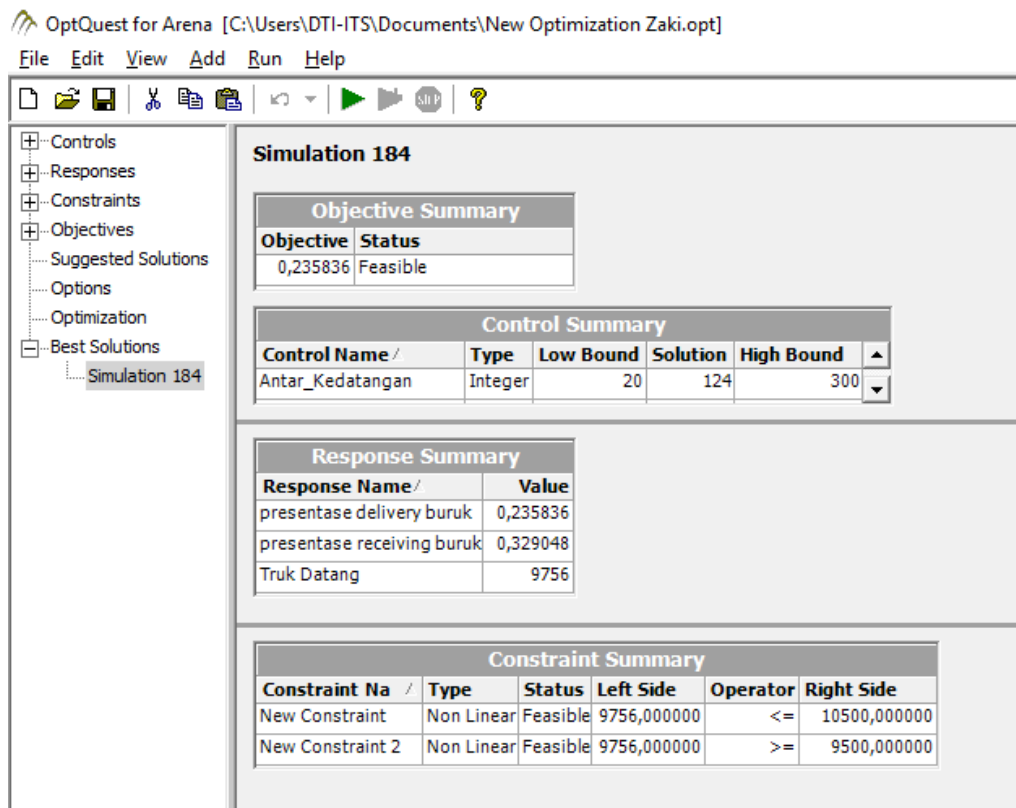 OptQuest for Arena [C:\Users\DTI-ITS\Documents\New Optimization Zaki.opt]
File Edit View Add Run Help
STEP
Controls
Responses
Constraints
Objectives
Suggested Solutions
Options
Optimization
Best Solutions
Simulation 184
Simulation 184
Objective Summary
Objective Status
0,235836 Feasible
Control Summary
Control Name Type Low Bound Solution High Bound
Antar_Kedatangan Integer 20 124 300
Response Summary
Response Name Value
presentase delivery buruk 0,235836
presentase receiving buruk 0,329048
Truk Datang 9756
Constraint Summary
Constraint Na Type Status Left Side Operator Right Side
New Constraint Non Linear Feasible 9756,000000 <= 10500,000000
New Constraint 2 Non Linear Feasible 9756,000000 >= 9500,000000